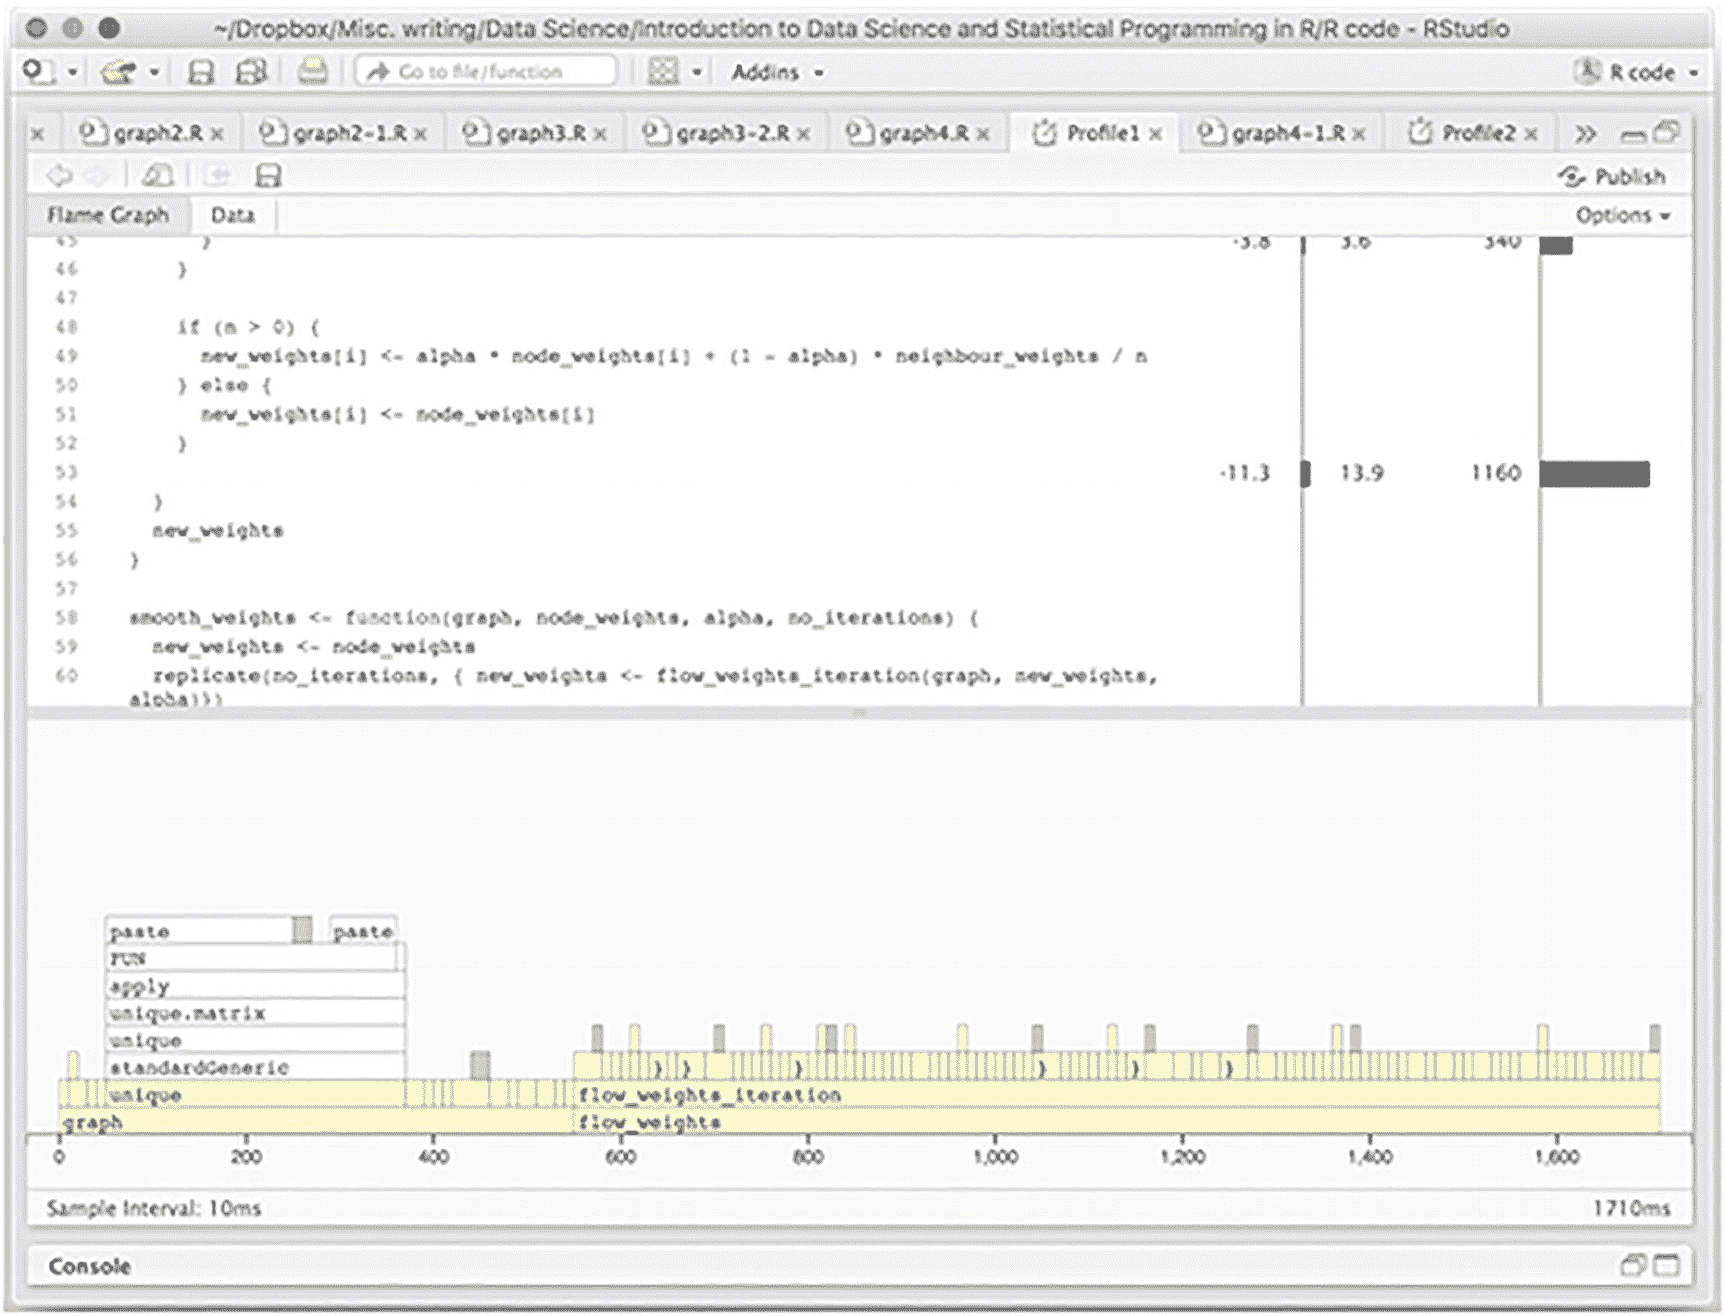 ~/Dropbox/Misc. writing/Data Science/Introduction to Data Science and Statistical Programming in R/R code - RStudio
Go to file/function Addins R code
graph2.R graph2-1.R graph3.R graph3-2.R graph4.R Profile1 graph4-1.R Profile2
Publish
Flame Graph Data Options
45 } -3.8 3.6 340
46 }
47
48 if (n > 0) {
49 new_weights[i] <- alpha * node_weights[i] + (1 - alpha) * neighbour_weights / n
50 } else {
51 new_weights[i] <- node_weights[i]
52 }
53 -11.3 13.9 1160
54 }
55 new_weights
56 }
57
58 smooth_weights <- function(graph, node_weights, alpha, no_iterations) {
59 new_weights <- node_weights
60 replicate(no_iterations, { new_weights <- flow_weights_iteration(graph, new_weights,
alpha)})
paste paste
FUN
apply
unique.matrix
unique
standardGeneric } } } } } }
unique flow_weights_iteration
graph flow_weights
0 200 400 600 800 1,000 1,200 1,400 1,600
Sample Interval: 10ms 1710ms
Console